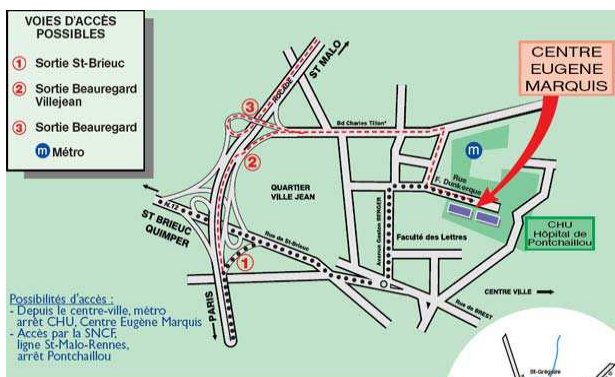 VOIES D'ACCÈS
POSSIBLES
1 Sortie St-Brieuc
2 Sortie Beauregard
Villejean
3 Sortie Beauregard
m Métro
ST MALO
ROCADE
3
2
Bd Charles Tillon*
CENTRE
EUGENE
MARQUIS
m
Rue
F. Dunkerque
QUARTIER
VILLE JEAN
N.12
ST BRIEUC
QUIMPER
Rue de St-Brieuc
Avenue Gaston BERGER
Faculté des Lettres
CHU
Hôpital de
Pontchaillou
1
PARIS
CENTRE VILLE
Rue de BREST
Possibilités d'accès :
- Depuis le centre-ville, métro
arrêt CHU, Centre Eugène Marquis
- Accès par la SNCF,
ligne St-Malo-Rennes,
arrêt Pontchaillou
St-Grégoire